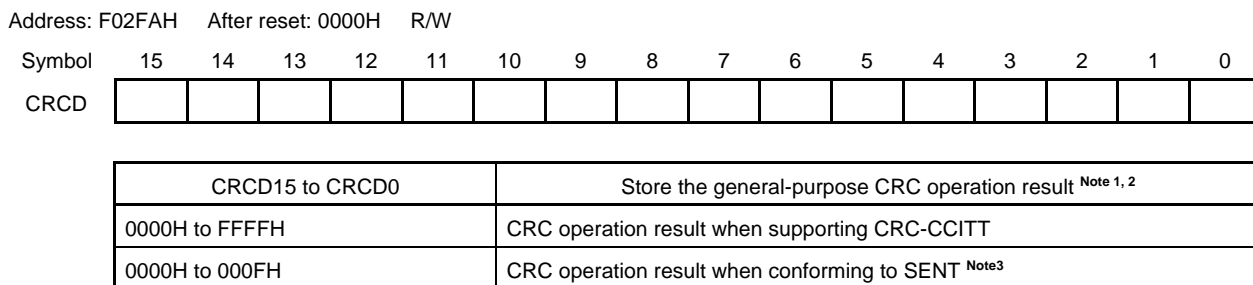 Address: F02FAH After reset: 0000H R/W
Symbol 15 14 13 12 11 10 9 8 7 6 5 4 3 2 1 0
CRCD
CRCD15 to CRCD0 Store the general-purpose CRC operation result Note 1, 2
0000H to FFFFH CRC operation result when supporting CRC-CCITT
0000H to 000FH CRC operation result when conforming to SENT Note3